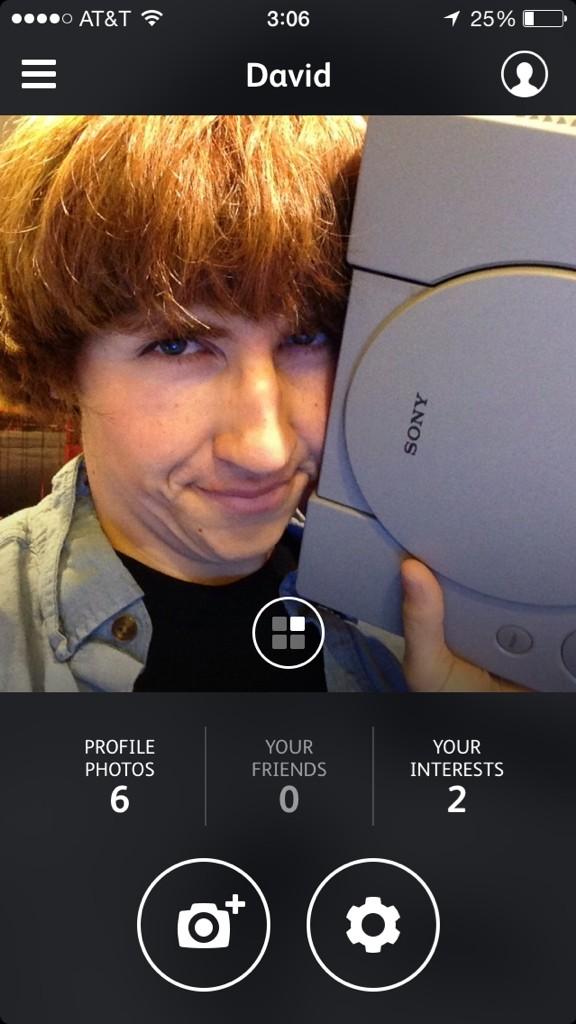 AT&T 3:06 25%
David
SONY
PROFILE PHOTOS 6
YOUR FRIENDS 0
YOUR INTERESTS 2